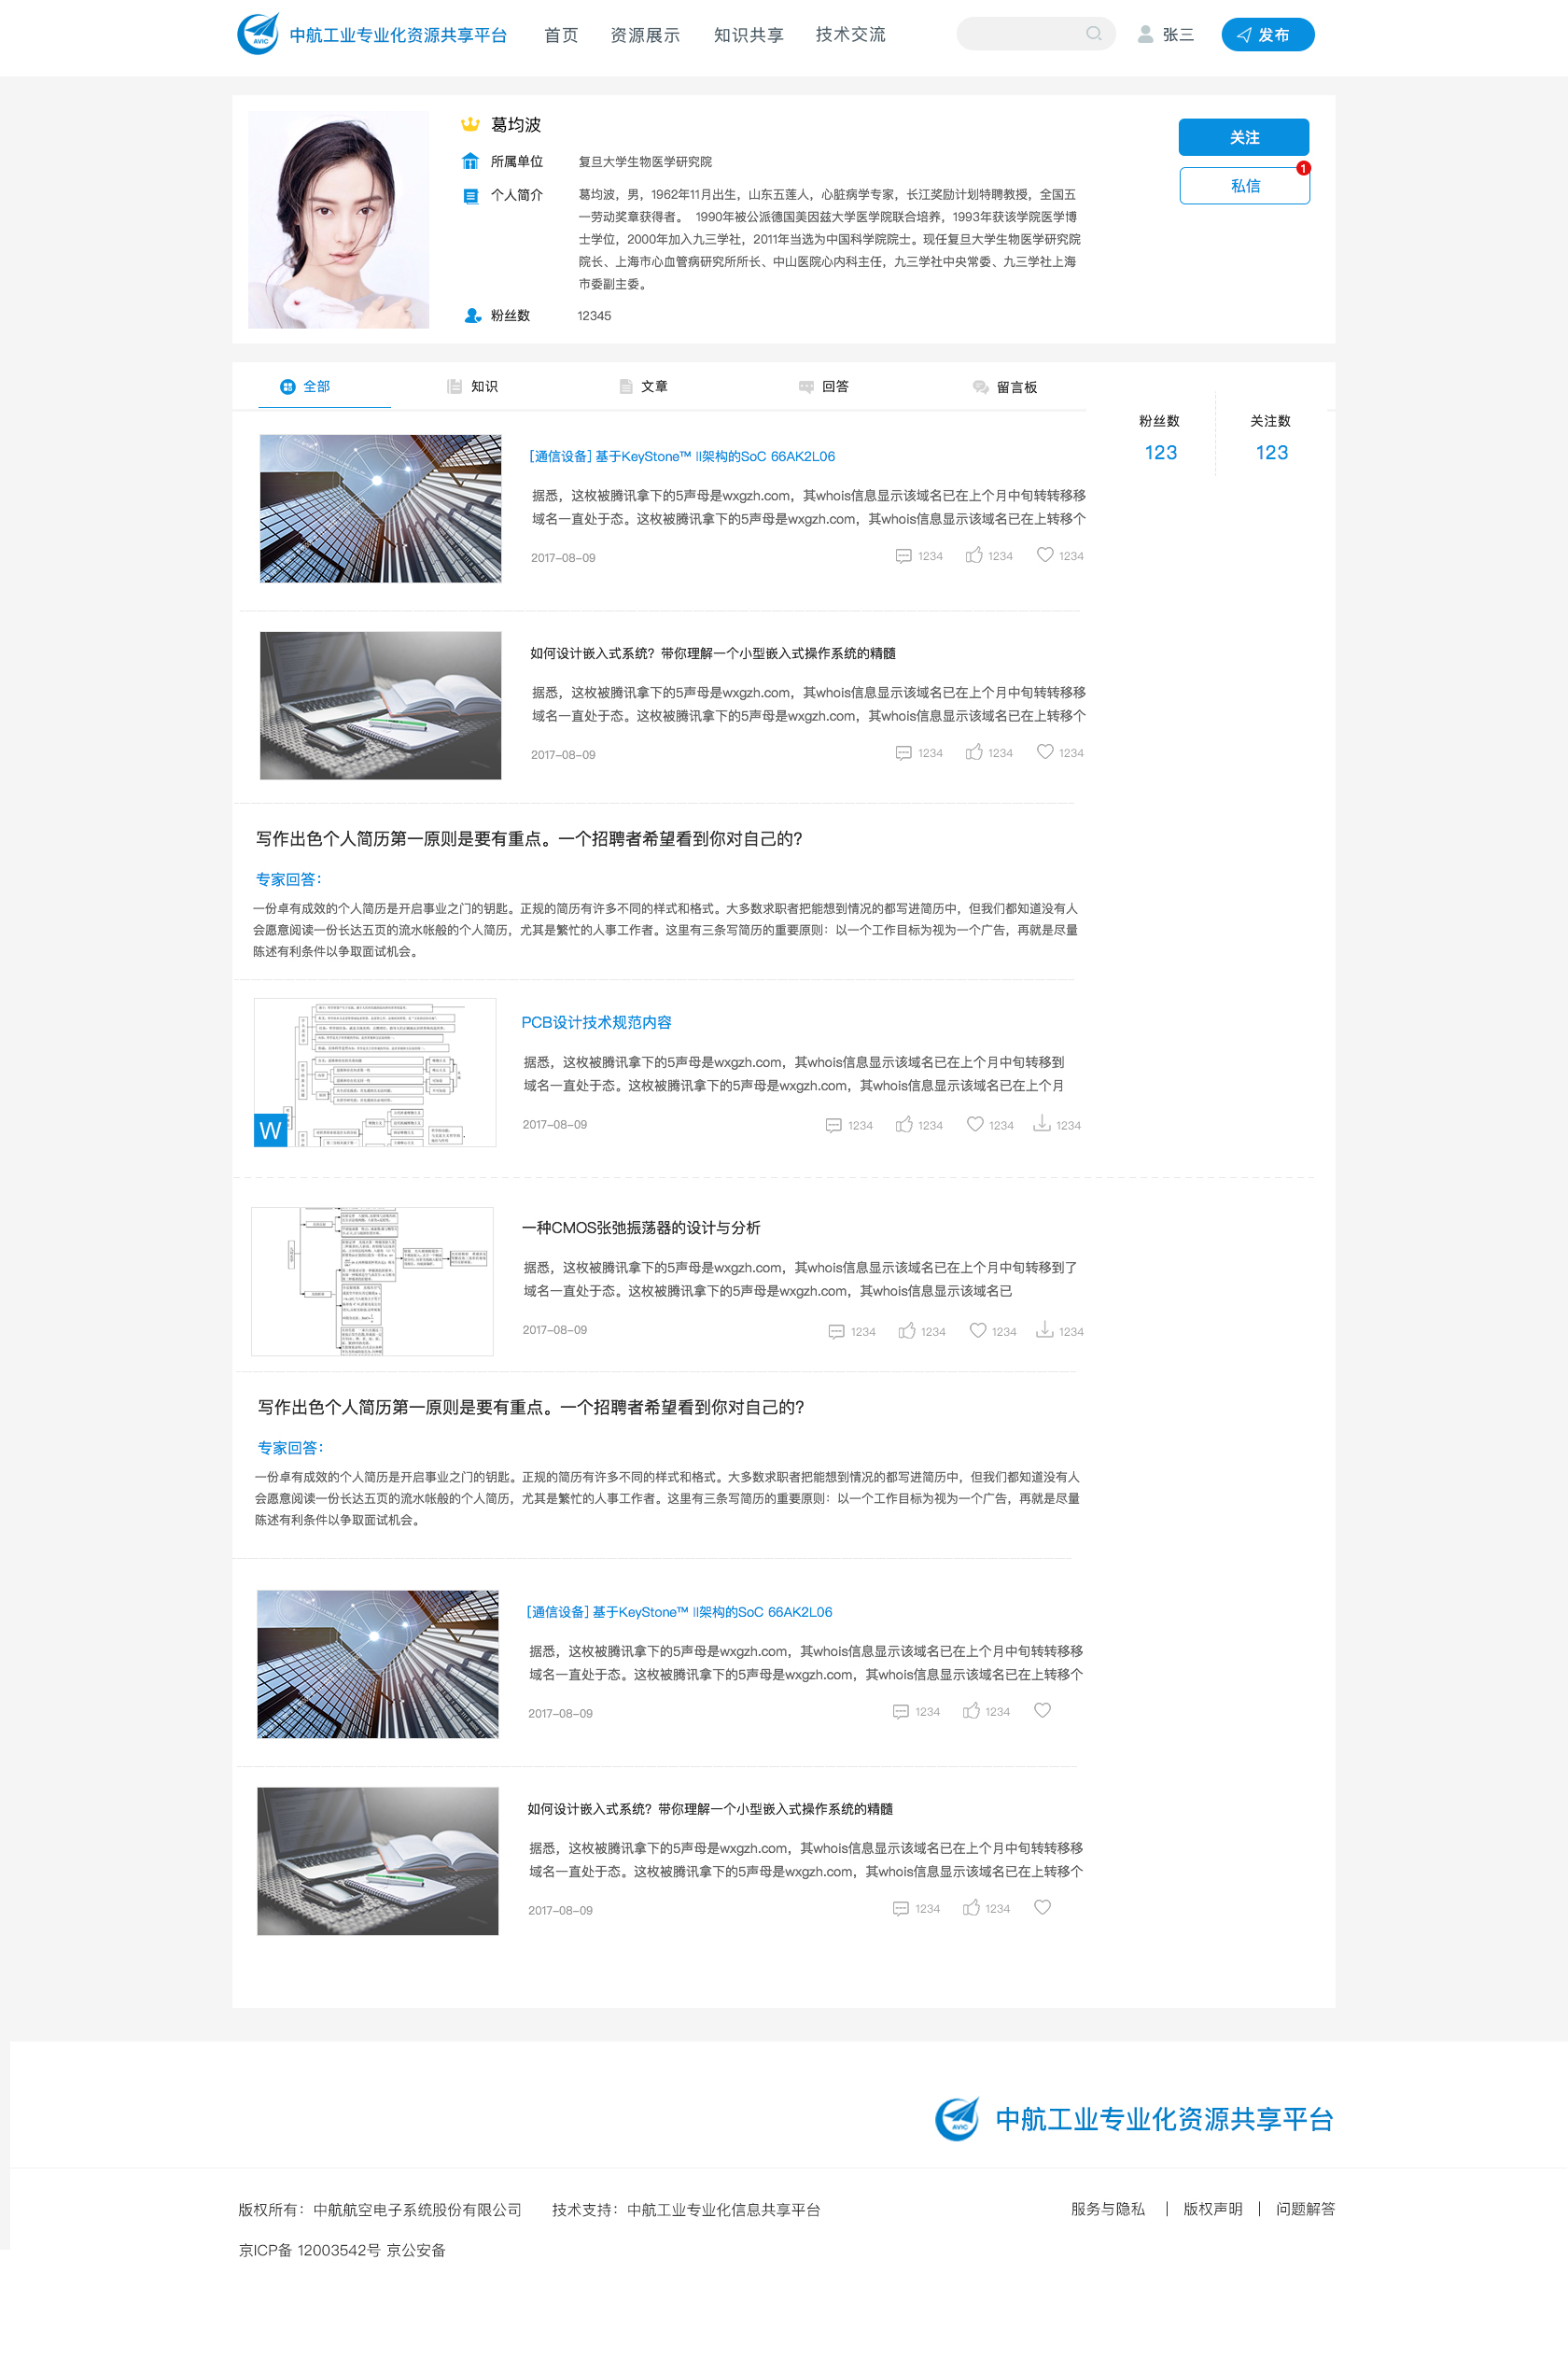 中航工业专业化资源共享平台 首页 资源展示 知识共享 技术交流 张三 发布
AVIC
葛均波
关注
所属单位 复旦大学生物医学研究院
1
私信
个人简介 葛均波，男，1962年11月出生，山东五莲人，心脏病学专家，长江奖励计划特聘教授，全国五
一劳动奖章获得者。 1990年被公派德国美因兹大学医学院联合培养，1993年获该学院医学博
士学位，2000年加入九三学社，2011年当选为中国科学院院士。现任复旦大学生物医学研究院
院长、上海市心血管病研究所所长、中山医院心内科主任，九三学社中央常委、九三学社上海
市委副主委。
粉丝数 12345
全部 知识 文章 回答 留言板
粉丝数 关注数
123 123
[通信设备] 基于KeyStone™ II架构的SoC 66AK2L06
据悉，这枚被腾讯拿下的5声母是wxgzh.com，其whois信息显示该域名已在上个月中旬转转移移
域名一直处于态。这枚被腾讯拿下的5声母是wxgzh.com，其whois信息显示该域名已在上转移个
2017-08-09 1234 1234 1234
如何设计嵌入式系统？带你理解一个小型嵌入式操作系统的精髓
据悉，这枚被腾讯拿下的5声母是wxgzh.com，其whois信息显示该域名已在上个月中旬转转移移
域名一直处于态。这枚被腾讯拿下的5声母是wxgzh.com，其whois信息显示该域名已在上转移个
2017-08-09 1234 1234 1234
写作出色个人简历第一原则是要有重点。一个招聘者希望看到你对自己的？
专家回答：
一份卓有成效的个人简历是开启事业之门的钥匙。正规的简历有许多不同的样式和格式。大多数求职者把能想到情况的都写进简历中，但我们都知道没有人
会愿意阅读一份长达五页的流水帐般的个人简历，尤其是繁忙的人事工作者。这里有三条写简历的重要原则：以一个工作目标为视为一个广告，再就是尽量
陈述有利条件以争取面试机会。
PCB设计技术规范内容
据悉，这枚被腾讯拿下的5声母是wxgzh.com，其whois信息显示该域名已在上个月中旬转移到
域名一直处于态。这枚被腾讯拿下的5声母是wxgzh.com，其whois信息显示该域名已在上个月
W
2017-08-09 1234 1234 1234 1234
一种CMOS张弛振荡器的设计与分析
据悉，这枚被腾讯拿下的5声母是wxgzh.com，其whois信息显示该域名已在上个月中旬转移到了
域名一直处于态。这枚被腾讯拿下的5声母是wxgzh.com，其whois信息显示该域名已
2017-08-09 1234 1234 1234 1234
写作出色个人简历第一原则是要有重点。一个招聘者希望看到你对自己的？
专家回答：
一份卓有成效的个人简历是开启事业之门的钥匙。正规的简历有许多不同的样式和格式。大多数求职者把能想到情况的都写进简历中，但我们都知道没有人
会愿意阅读一份长达五页的流水帐般的个人简历，尤其是繁忙的人事工作者。这里有三条写简历的重要原则：以一个工作目标为视为一个广告，再就是尽量
陈述有利条件以争取面试机会。
[通信设备] 基于KeyStone™ II架构的SoC 66AK2L06
据悉，这枚被腾讯拿下的5声母是wxgzh.com，其whois信息显示该域名已在上个月中旬转转移移
域名一直处于态。这枚被腾讯拿下的5声母是wxgzh.com，其whois信息显示该域名已在上转移个
2017-08-09 1234 1234
如何设计嵌入式系统？带你理解一个小型嵌入式操作系统的精髓
据悉，这枚被腾讯拿下的5声母是wxgzh.com，其whois信息显示该域名已在上个月中旬转转移移
域名一直处于态。这枚被腾讯拿下的5声母是wxgzh.com，其whois信息显示该域名已在上转移个
2017-08-09 1234 1234
AVIC 中航工业专业化资源共享平台
版权所有：中航航空电子系统股份有限公司 技术支持：中航工业专业化信息共享平台 服务与隐私 | 版权声明 | 问题解答
京ICP备 12003542号 京公安备